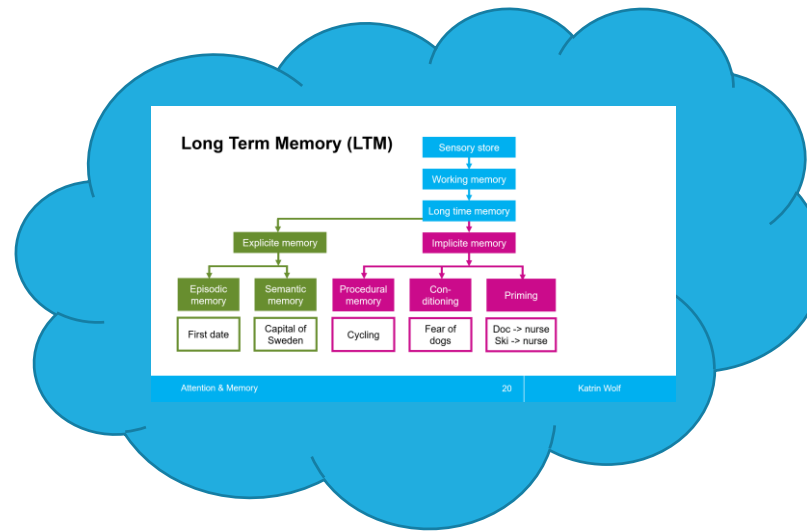 Long Term Memory (LTM)
Sensory store
Working memory
Long time memory
Explicite memory
Implicite memory
Episodic
memory
Semantic
memory
Procedural
memory
Con-
ditioning
Priming
First date
Capital of
Sweden
Cycling
Fear of
dogs
Doc -> nurse
Ski -> nurse
Attention & Memory
20
Katrin Wolf